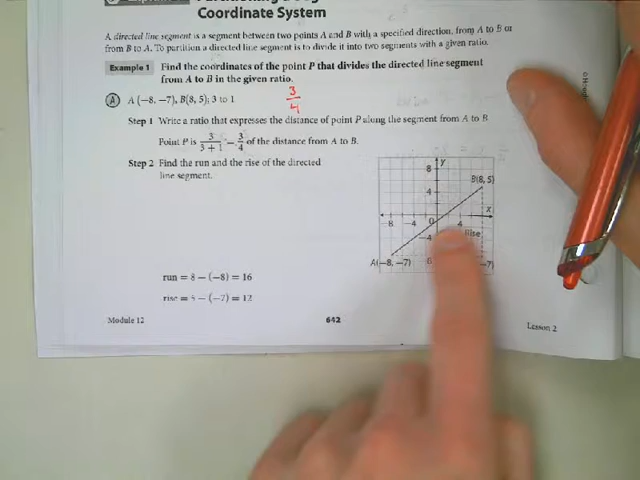 Coordinate System
A directed line segment is a segment between two points A and B with a specified direction, from A to B or
from B to A. To partition a directed line segment is to divide it into two segments with a given ratio.
Example 1 Find the coordinates of the point P that divides the directed line segment
from A to B in the given ratio.
A A(−8, −7), B(8, 5); 3 to 1
3/4
Step 1 Write a ratio that expresses the distance of point P along the segment from A to B.
Point P is 3/(3 + 1) = 3/4 of the distance from A to B.
Step 2 Find the run and the rise of the directed
line segment.
y
8
B(8, 5)
4
x
−8 −4 0 4
Rise
−4
A(−8, −7) −7)
run = 8 − (−8) = 16
rise = 5 − (−7) = 12
Module 12 642 Lesson 2